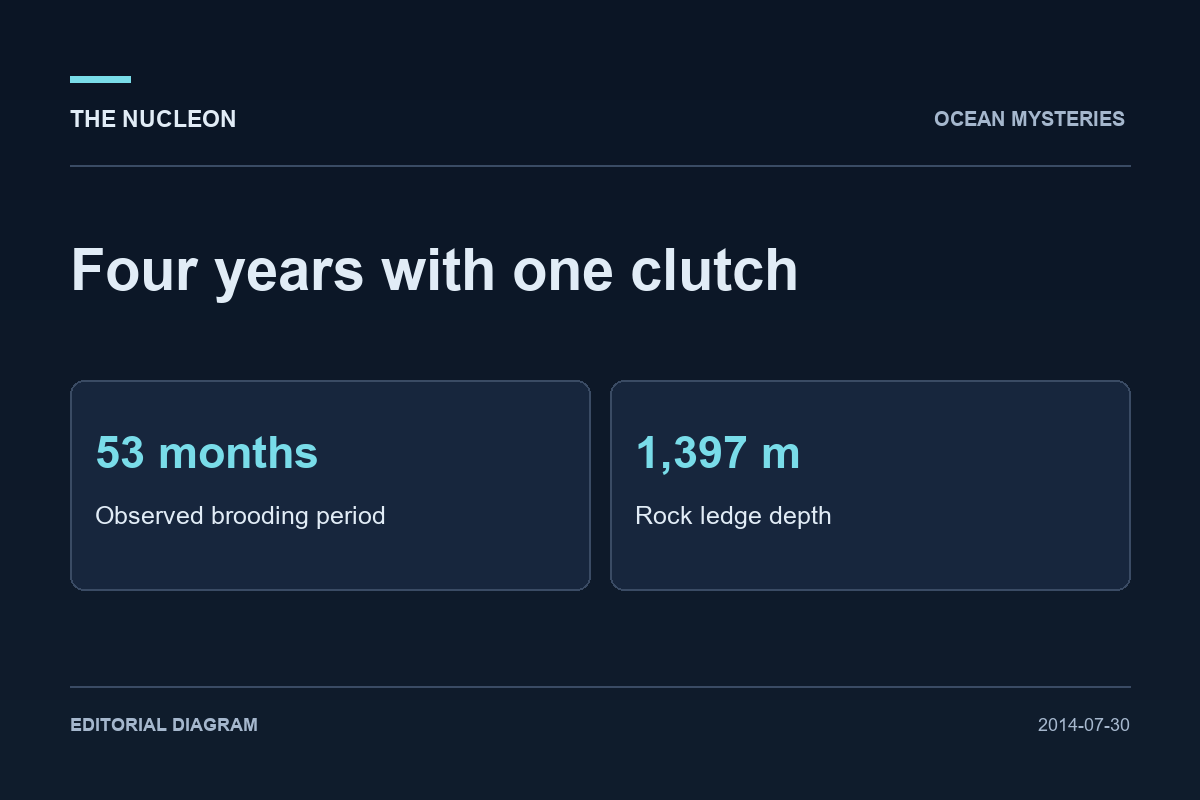 THE NUCLEON
OCEAN MYSTERIES
Four years with one clutch
53 months
Observed brooding period
1,397 m
Rock ledge depth
EDITORIAL DIAGRAM
2014-07-30